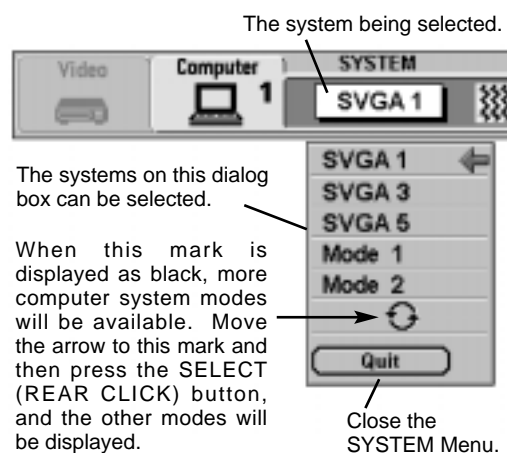 The system being selected.
Video
Computer
1
SYSTEM
SVGA 1
The systems on this dialog
box can be selected.
SVGA 1
SVGA 3
SVGA 5
Mode 1
Mode 2
Quit
When this mark is
displayed as black, more
computer system modes
will be available. Move
the arrow to this mark and
then press the SELECT
(REAR CLICK) button,
and the other modes will
be displayed.
Close the
SYSTEM Menu.